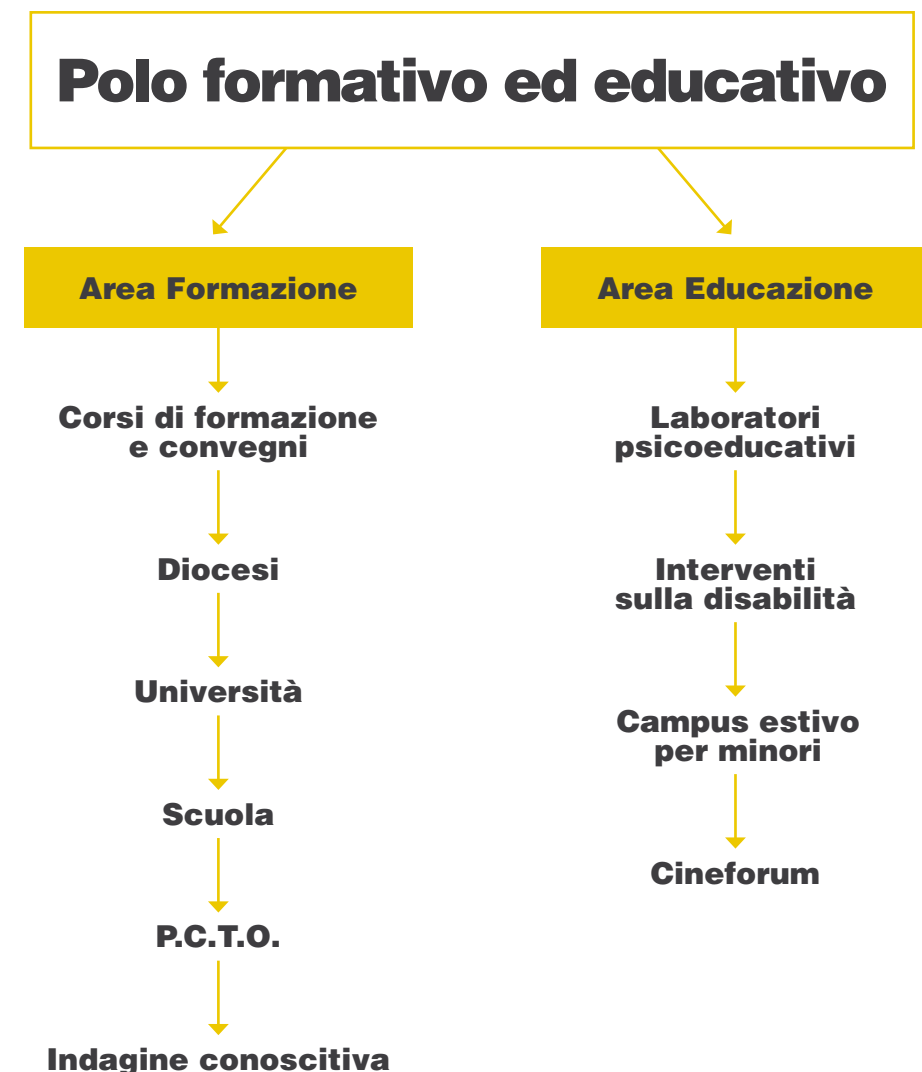 Polo formativo ed educativo
Area Formazione
Corsi di formazione
e convegni
Diocesi
Università
Scuola
P.C.T.O.
Indagine conoscitiva
Area Educazione
Laboratori
psicoeducativi
Interventi
sulla disabilità
Campus estivo
per minori
Cineforum